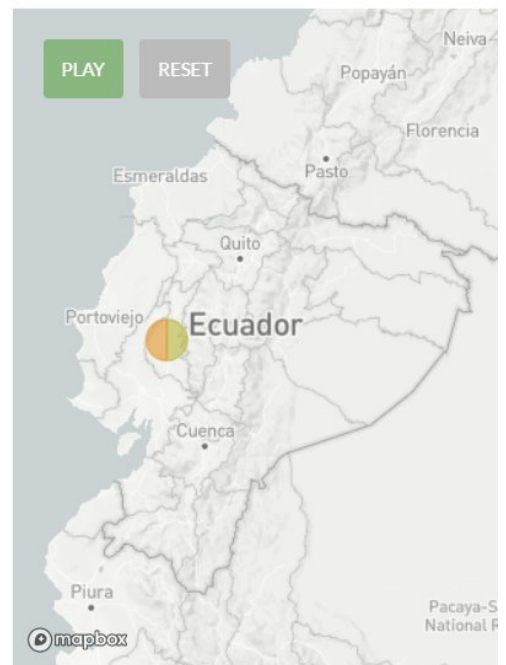 PLAY
RESET
Neiva
Popayán
Florencia
Pasto
Esmeraldas
Quito
Portoviejo
Ecuador
Cuenca
Piura
Pacaya-S
National R
mapbox